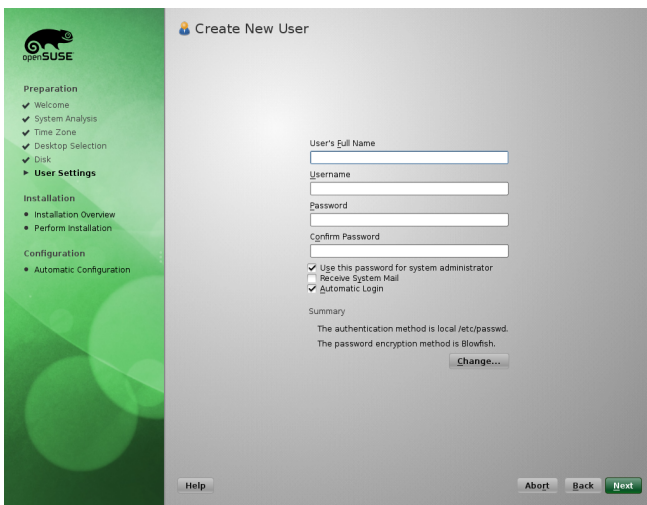 openSUSE
Preparation
Welcome
System Analysis
Time Zone
Desktop Selection
Disk
User Settings
Installation
Installation Overview
Perform Installation
Configuration
Automatic Configuration
Create New User
User's Full Name
Username
Password
Confirm Password
Use this password for system administrator
Receive System Mail
Automatic Login
Summary
The authentication method is local /etc/passwd.
The password encryption method is Blowfish.
Change...
Help
Abort
Back
Next